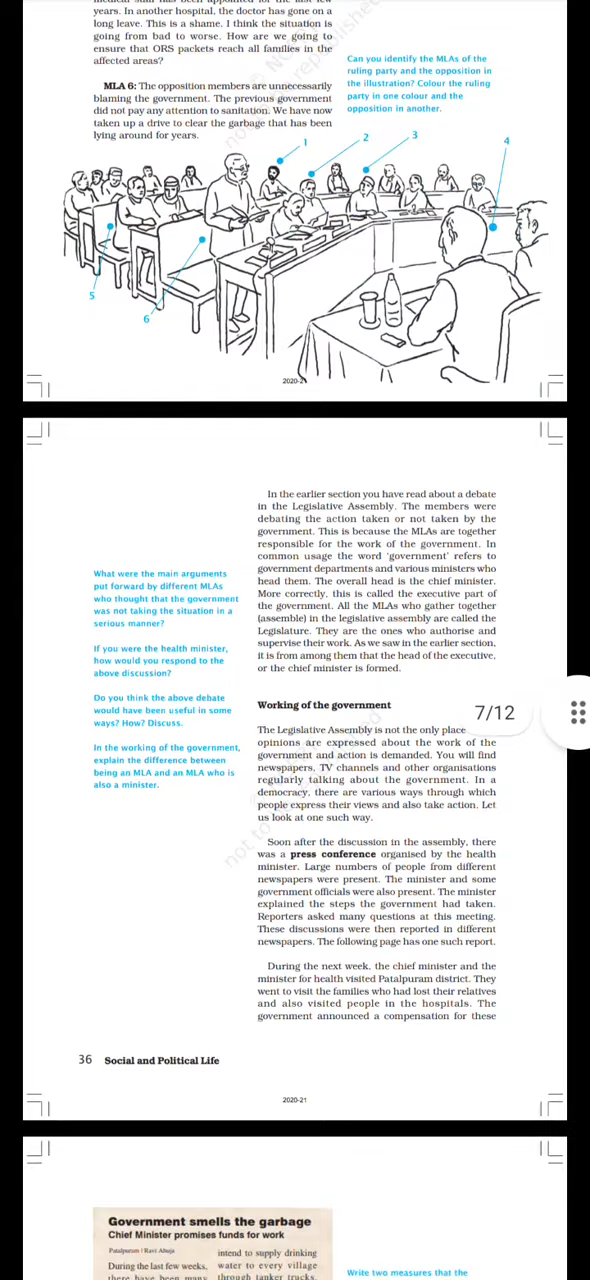 years. In another hospital, the doctor has gone on a
long leave. This is a shame. I think the situation is
going from bad to worse. How are we going to
ensure that ORS packets reach all families in the
affected areas?
MLA 6: The opposition members are unnecessarily
blaming the government. The previous government
did not pay any attention to sanitation. We have now
taken up a drive to clear the garbage that has been
lying around for years.
Can you identify the MLAs of the
ruling party and the opposition in
the illustration? Colour the ruling
party in one colour and the
opposition in another.
1
2
3
4
5
6
2020-21
In the earlier section you have read about a debate
in the Legislative Assembly. The members were
debating the action taken or not taken by the
government. This is because the MLAs are together
responsible for the work of the government. In
common usage the word ‘government’ refers to
government departments and various ministers who
head them. The overall head is the chief minister.
More correctly, this is called the executive part of
the government. All the MLAs who gather together
(assemble) in the legislative assembly are called the
Legislature. They are the ones who authorise and
supervise their work. As we saw in the earlier section,
it is from among them that the head of the executive,
or the chief minister is formed.
What were the main arguments
put forward by different MLAs
who thought that the government
was not taking the situation in a
serious manner?
If you were the health minister,
how would you respond to the
above discussion?
Do you think the above debate
would have been useful in some
ways? How? Discuss.
In the working of the government,
explain the difference between
being an MLA and an MLA who is
also a minister.
Working of the government
7/12
The Legislative Assembly is not the only place
opinions are expressed about the work of the
government and action is demanded. You will find
newspapers, TV channels and other organisations
regularly talking about the government. In a
democracy, there are various ways through which
people express their views and also take action. Let
us look at one such way.
Soon after the discussion in the assembly, there
was a press conference organised by the health
minister. Large numbers of people from different
newspapers were present. The minister and some
government officials were also present. The minister
explained the steps the government had taken.
Reporters asked many questions at this meeting.
These discussions were then reported in different
newspapers. The following page has one such report.
During the next week, the chief minister and the
minister for health visited Patalpuram district. They
went to visit the families who had lost their relatives
and also visited people in the hospitals. The
government announced a compensation for these
36 Social and Political Life
2020-21
Government smells the garbage
Chief Minister promises funds for work
Patalpuram | Ravi Ahuja
During the last few weeks,
there have been many
intend to supply drinking
water to every village
through tanker trucks.
Write two measures that the